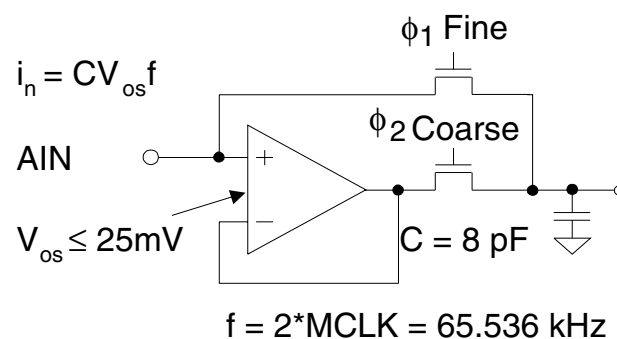 ϕ1 Fine
in = CVosf
ϕ2 Coarse
AIN
+
−
Vos ≤ 25mV
C = 8 pF
f = 2*MCLK = 65.536 kHz